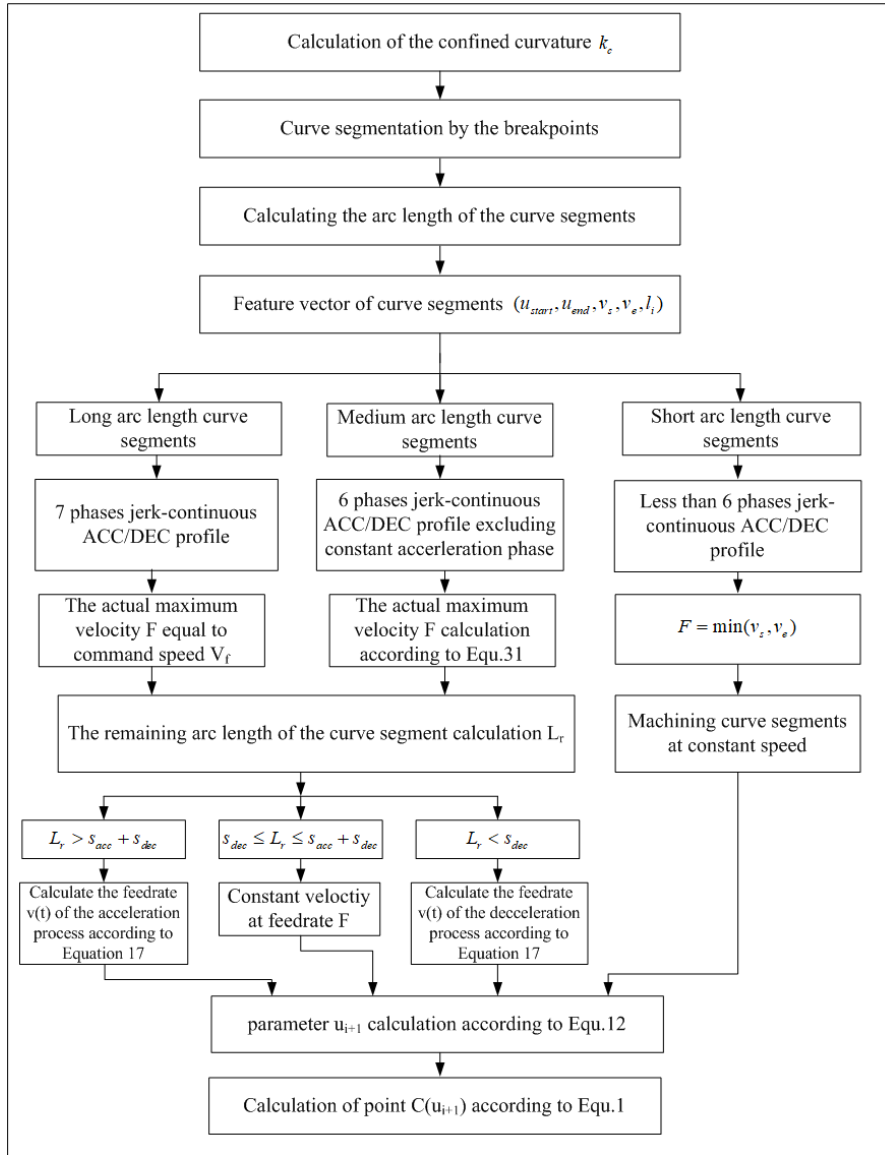 Calculation of the confined curvature k_c
Curve segmentation by the breakpoints
Calculating the arc length of the curve segments
Feature vector of curve segments (u_start, u_end, v_s, v_e, l_i)
Long arc length curve
segments
Medium arc length curve
segments
Short arc length curve
segments
7 phases jerk-continuous
ACC/DEC profile
6 phases jerk-continuous
ACC/DEC profile excluding
constant accerleration phase
Less than 6 phases jerk-
continuous ACC/DEC
profile
The actual maximum
velocity F equal to
command speed V_f
The actual maximum
velocity F calculation
according to Equ.31
F = min(v_s, v_e)
The remaining arc length of the curve segment calculation L_r
Machining curve segments
at constant speed
L_r > s_acc + s_dec
s_dec ≤ L_r ≤ s_acc + s_dec
L_r < s_dec
Calculate the feedrate
v(t) of the acceleration
process according to
Equation 17
Constant veloctiy
at feedrate F
Calculate the feedrate
v(t) of the decceleration
process according to
Equation 17
parameter u_i+1 calculation according to Equ.12
Calculation of point C(u_i+1) according to Equ.1